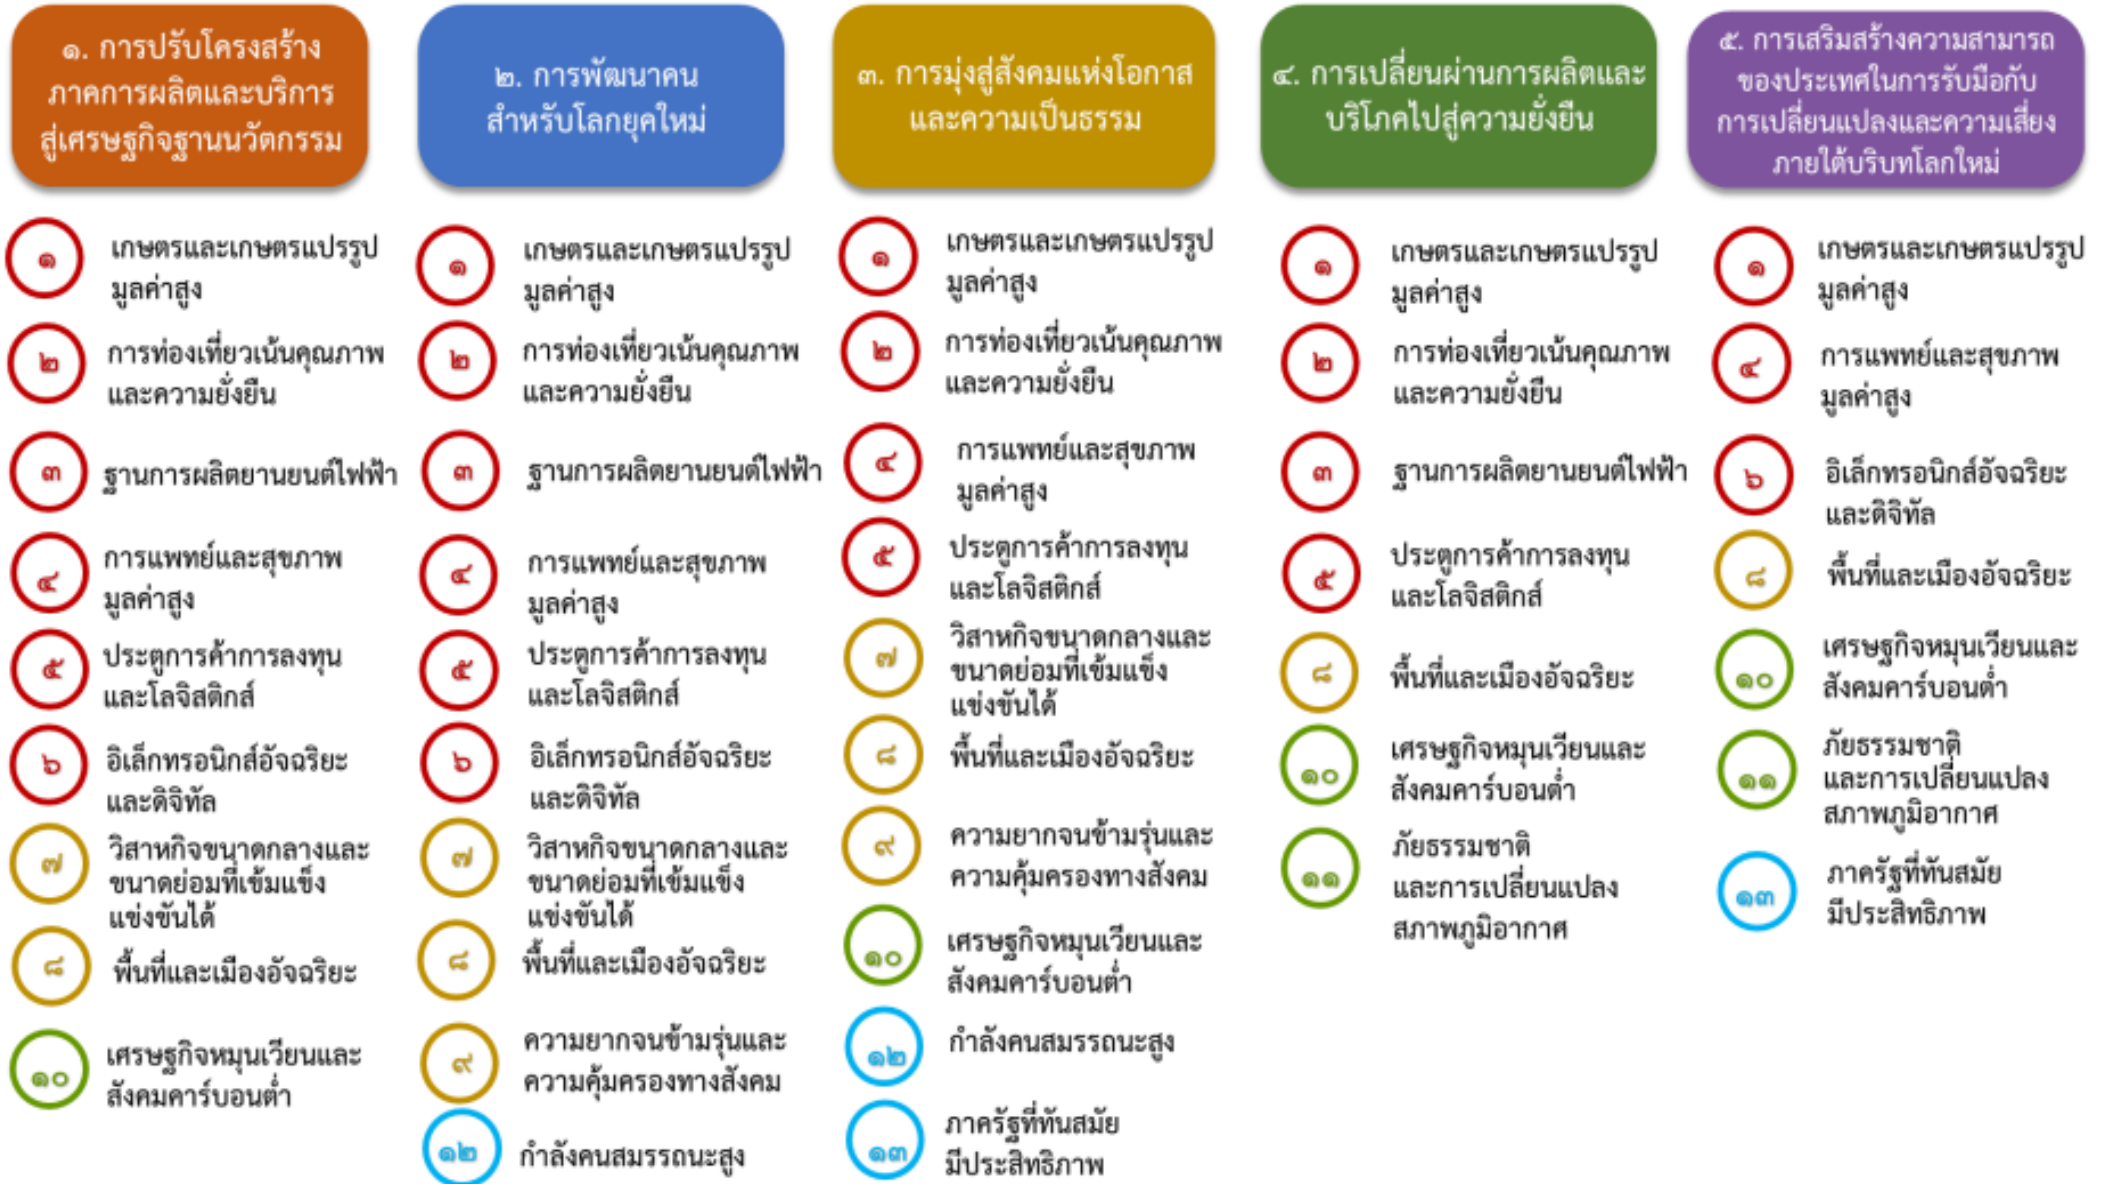 ๑. การปรับโครงสร้าง
ภาคการผลิตและบริการ
สู่เศรษฐกิจฐานนวัตกรรม
๑
เกษตรและเกษตรแปรรูป
มูลค่าสูง
๒
การท่องเที่ยวเน้นคุณภาพ
และความยั่งยืน
๓
ฐานการผลิตยานยนต์ไฟฟ้า
๔
การแพทย์และสุขภาพ
มูลค่าสูง
๕
ประตูการค้าการลงทุน
และโลจิสติกส์
๖
อิเล็กทรอนิกส์อัจฉริยะ
และดิจิทัล
๗
วิสาหกิจขนาดกลางและ
ขนาดย่อมที่เข้มแข็ง
แข่งขันได้
๘
พื้นที่และเมืองอัจฉริยะ
๑๐
เศรษฐกิจหมุนเวียนและ
สังคมคาร์บอนต่ำ
๒. การพัฒนาคน
สำหรับโลกยุคใหม่
๑
เกษตรและเกษตรแปรรูป
มูลค่าสูง
๒
การท่องเที่ยวเน้นคุณภาพ
และความยั่งยืน
๓
ฐานการผลิตยานยนต์ไฟฟ้า
๔
การแพทย์และสุขภาพ
มูลค่าสูง
๕
ประตูการค้าการลงทุน
และโลจิสติกส์
๖
อิเล็กทรอนิกส์อัจฉริยะ
และดิจิทัล
๗
วิสาหกิจขนาดกลางและ
ขนาดย่อมที่เข้มแข็ง
แข่งขันได้
๘
พื้นที่และเมืองอัจฉริยะ
๙
ความยากจนข้ามรุ่นและ
ความคุ้มครองทางสังคม
๑๒
กำลังคนสมรรถนะสูง
๓. การมุ่งสู่สังคมแห่งโอกาส
และความเป็นธรรม
๑
เกษตรและเกษตรแปรรูป
มูลค่าสูง
๒
การท่องเที่ยวเน้นคุณภาพ
และความยั่งยืน
๔
การแพทย์และสุขภาพ
มูลค่าสูง
๕
ประตูการค้าการลงทุน
และโลจิสติกส์
๗
วิสาหกิจขนาดกลางและ
ขนาดย่อมที่เข้มแข็ง
แข่งขันได้
๘
พื้นที่และเมืองอัจฉริยะ
๙
ความยากจนข้ามรุ่นและ
ความคุ้มครองทางสังคม
๑๐
เศรษฐกิจหมุนเวียนและ
สังคมคาร์บอนต่ำ
๑๒
กำลังคนสมรรถนะสูง
๑๓
ภาครัฐที่ทันสมัย
มีประสิทธิภาพ
๔. การเปลี่ยนผ่านการผลิตและ
บริโภคไปสู่ความยั่งยืน
๑
เกษตรและเกษตรแปรรูป
มูลค่าสูง
๒
การท่องเที่ยวเน้นคุณภาพ
และความยั่งยืน
๓
ฐานการผลิตยานยนต์ไฟฟ้า
๕
ประตูการค้าการลงทุน
และโลจิสติกส์
๘
พื้นที่และเมืองอัจฉริยะ
๑๐
เศรษฐกิจหมุนเวียนและ
สังคมคาร์บอนต่ำ
๑๑
ภัยธรรมชาติ
และการเปลี่ยนแปลง
สภาพภูมิอากาศ
๕. การเสริมสร้างความสามารถ
ของประเทศในการรับมือกับ
การเปลี่ยนแปลงและความเสี่ยง
ภายใต้บริบทโลกใหม่
๑
เกษตรและเกษตรแปรรูป
มูลค่าสูง
๔
การแพทย์และสุขภาพ
มูลค่าสูง
๖
อิเล็กทรอนิกส์อัจฉริยะ
และดิจิทัล
๘
พื้นที่และเมืองอัจฉริยะ
๑๐
เศรษฐกิจหมุนเวียนและ
สังคมคาร์บอนต่ำ
๑๑
ภัยธรรมชาติ
และการเปลี่ยนแปลง
สภาพภูมิอากาศ
๑๓
ภาครัฐที่ทันสมัย
มีประสิทธิภาพ